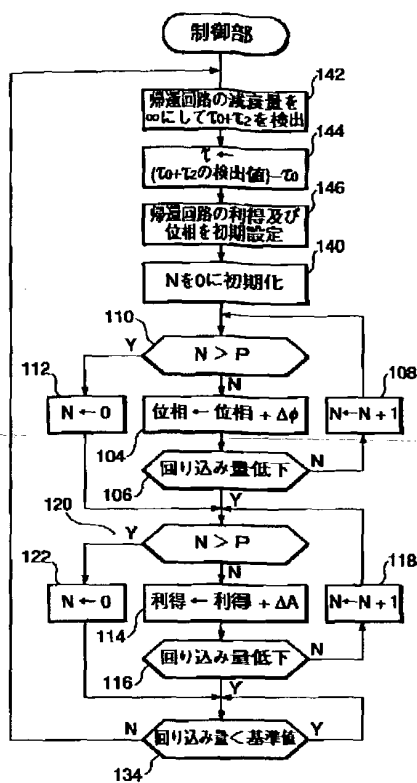 制御部
142
帰還回路の減衰量を
∞にしてτ0+τ2を検出
144
τ ←
(τ0+τ2の検出値)−τ0
146
帰還回路の利得及び
位相を初期設定
140
Nを0に初期化
110
Y
N > P
112
N
108
N ← 0
位相 ← 位相 + Δφ
N←N+1
104
回り込み量低下
N
106
Y
120
Y
N > P
122
N
118
N ← 0
利得 ← 利得 + ΔA
N←N+1
114
回り込み量低下
N
116
Y
N
回り込み量<基準値
Y
134